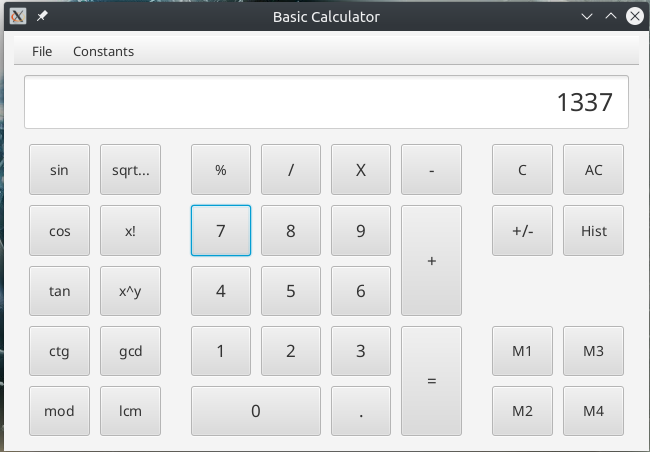 Basic Calculator
File Constants
1337
sin sqrt... % / X - C AC
cos x! 7 8 9 +/- Hist
+
tan x^y 4 5 6
ctg gcd 1 2 3 M1 M3
=
mod lcm 0 . M2 M4